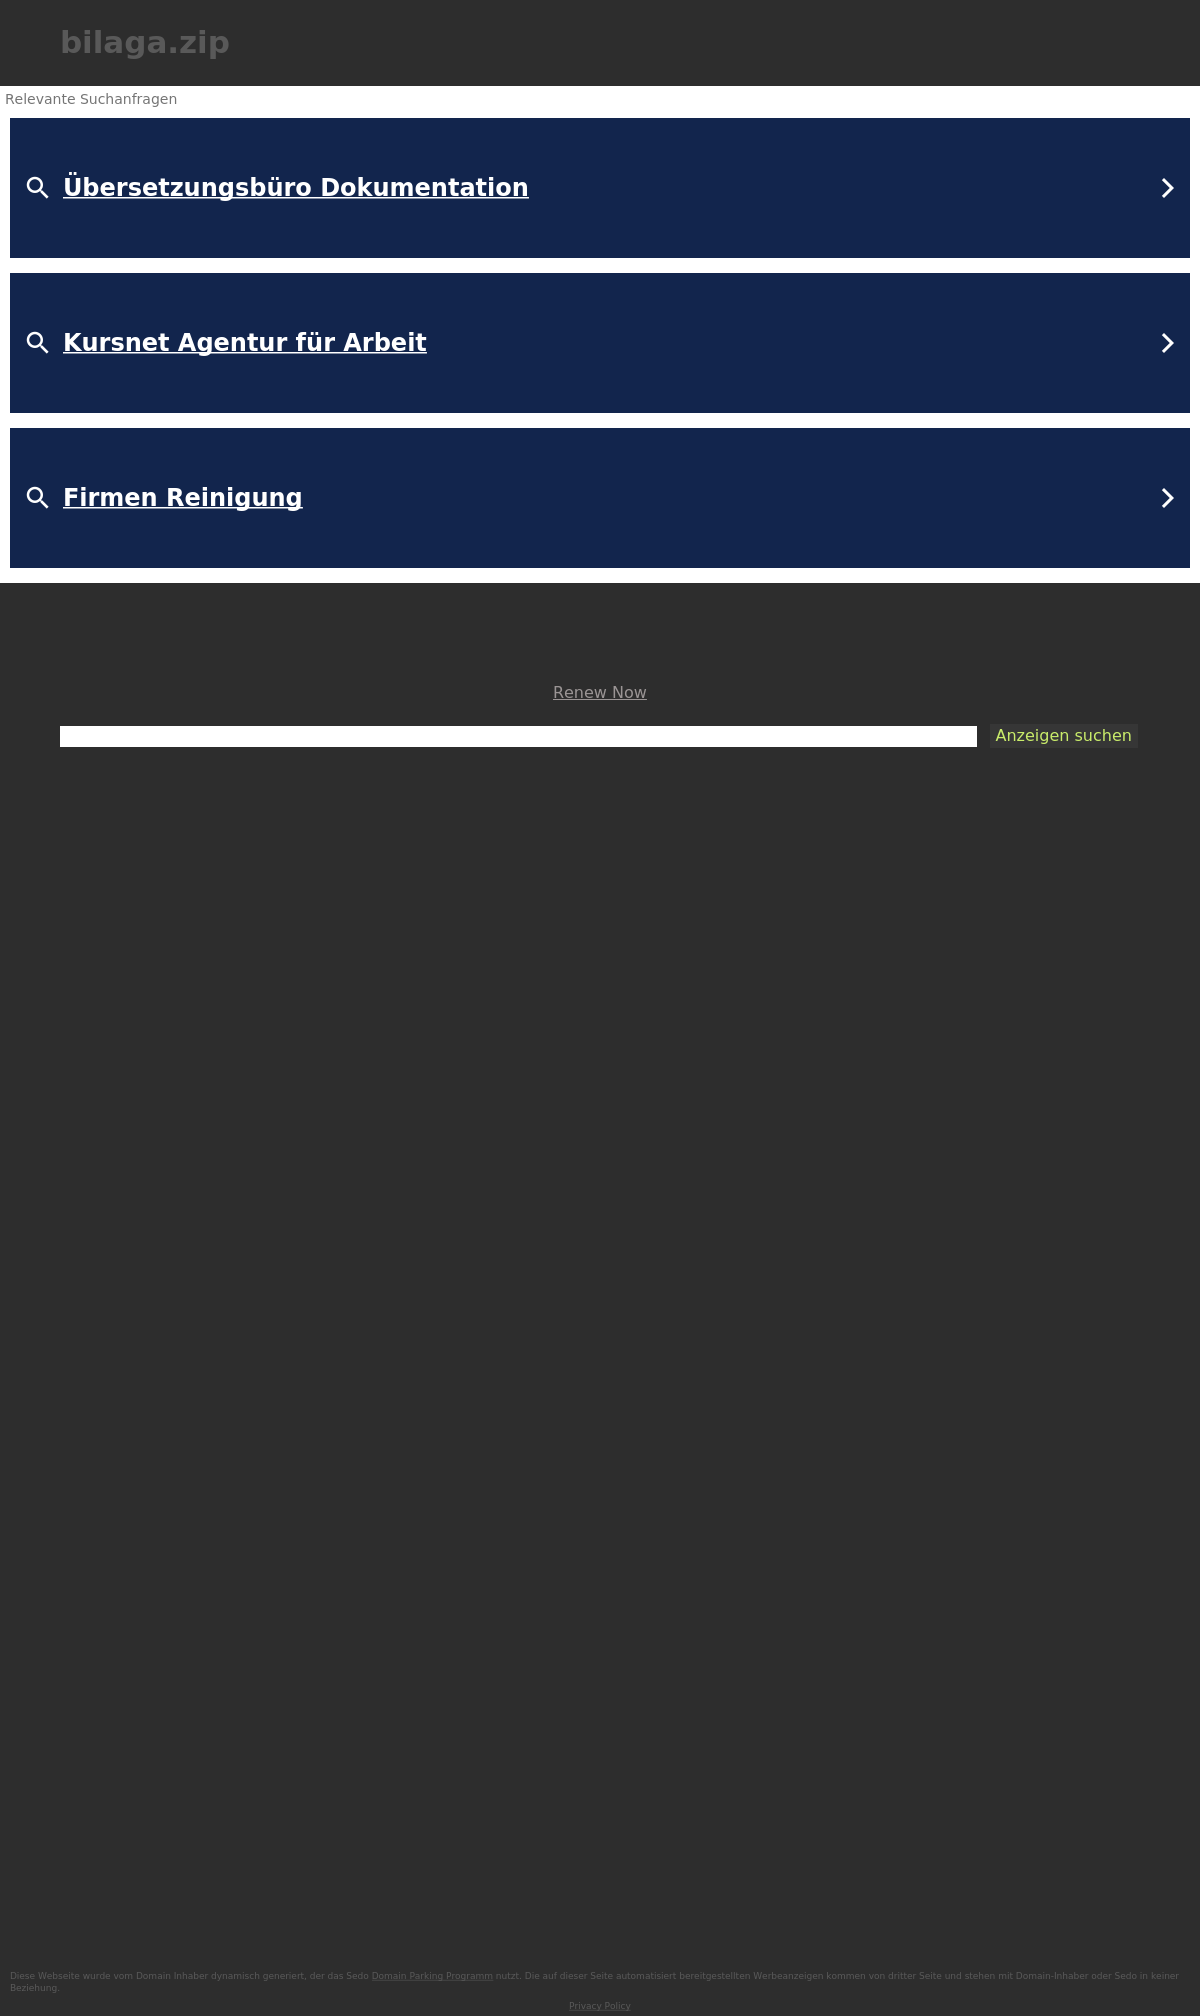 bilaga.zip
Relevante Suchanfragen
Übersetzungsbüro Dokumentation
Kursnet Agentur für Arbeit
Firmen Reinigung
Renew Now
Anzeigen suchen
Diese Webseite wurde vom Domain Inhaber dynamisch generiert, der das Sedo Domain Parking Programm nutzt. Die auf dieser Seite automatisiert bereitgestellten Werbeanzeigen kommen von dritter Seite und stehen mit Domain-Inhaber oder Sedo in keiner
Beziehung.
Privacy Policy